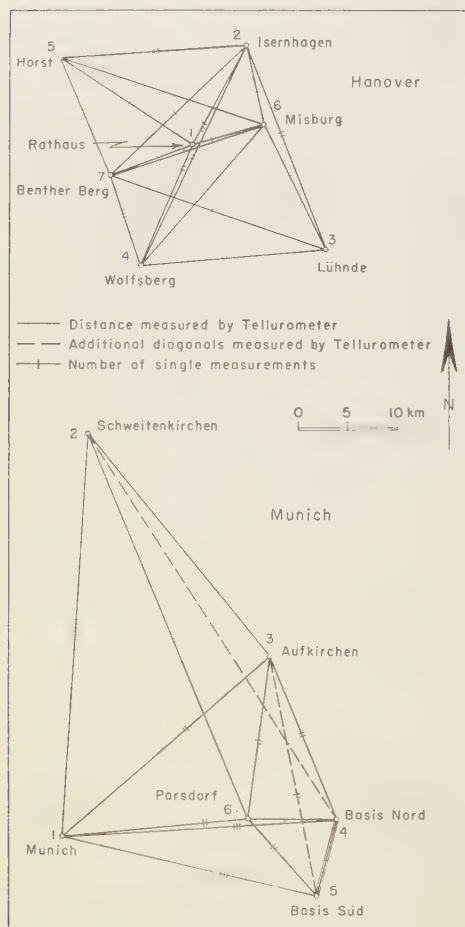 2
Isernhagen
5
Horst
Hanover
6
Misburg
Rathaus
1
7
Benther Berg
4
Wolfsberg
3
Lühnde
Distance measured by Tellurometer
Additional diagonals measured by Tellurometer
Number of single measurements
N
0 5 10 km
2 Schweitenkirchen
Munich
3
Aufkirchen
Parsdorf
6
Basis Nord
4
1
Munich
5
Basis Süd